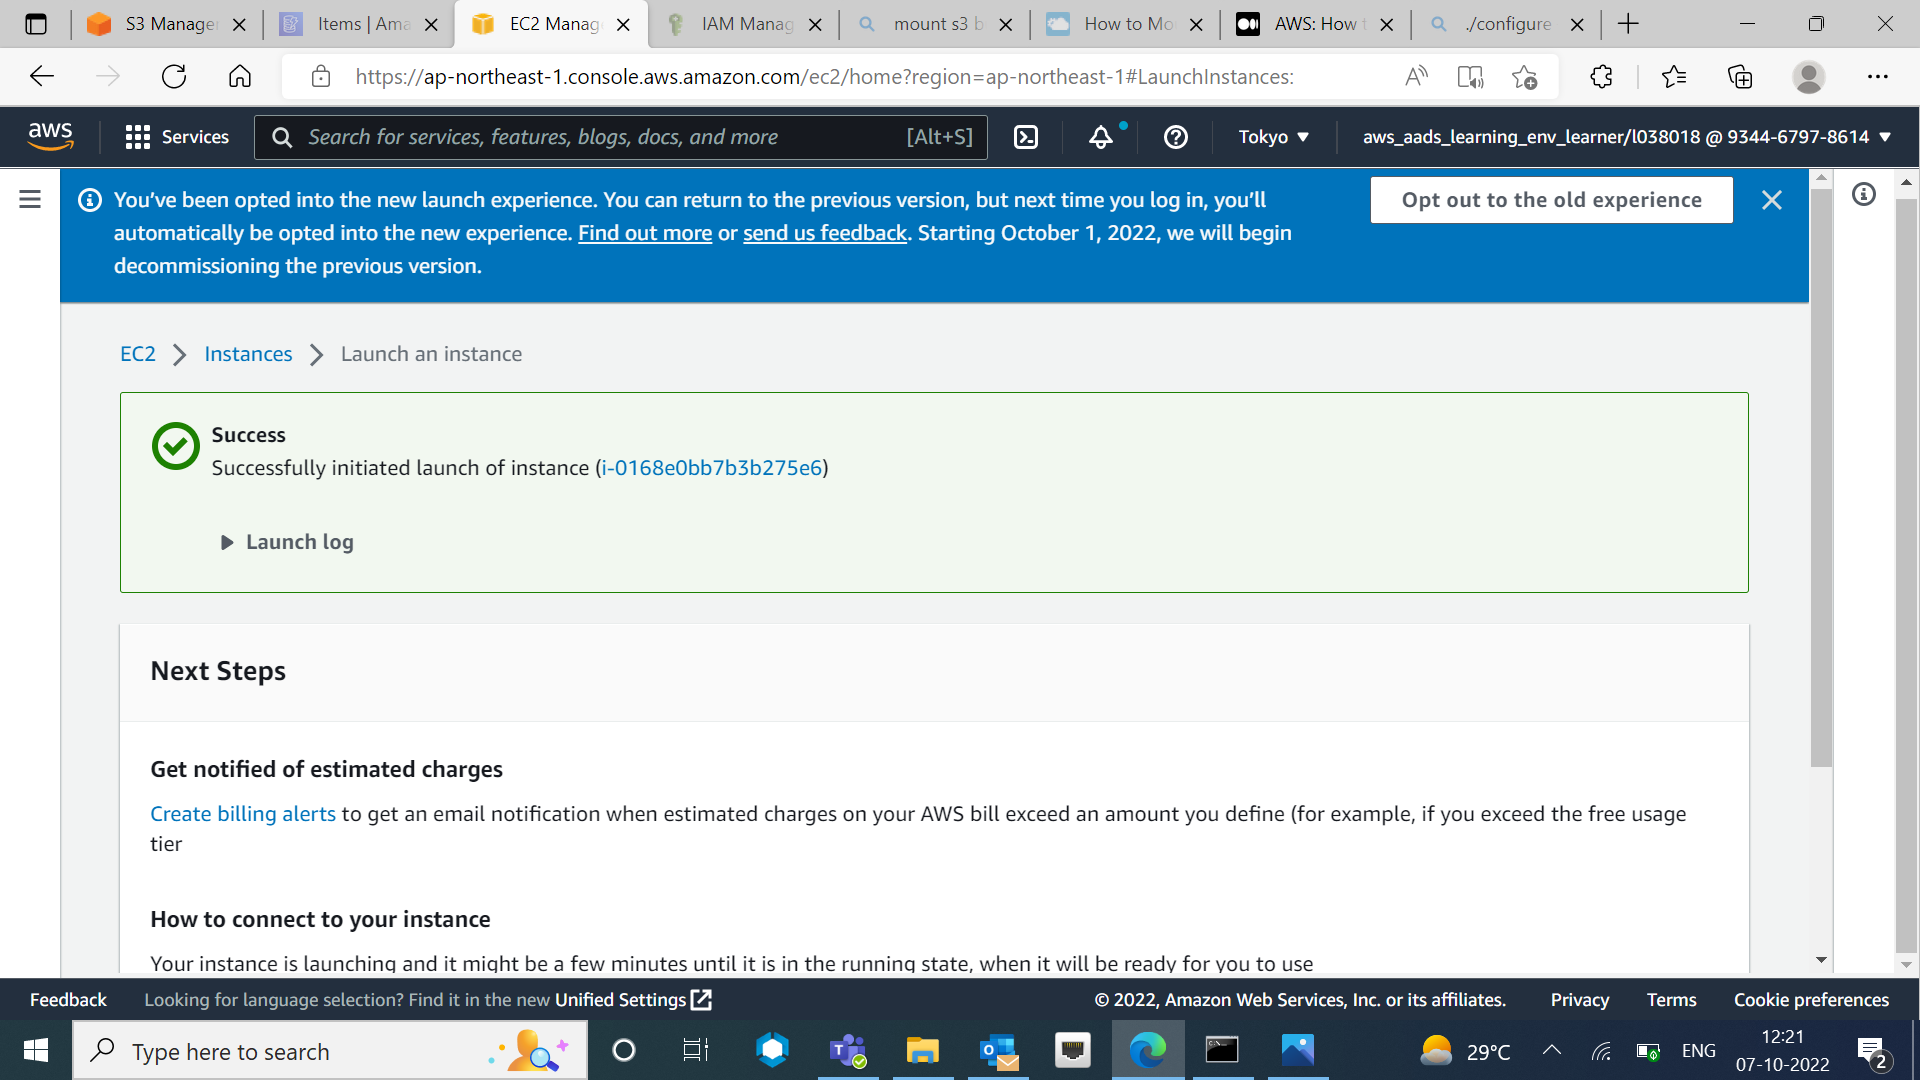 S3 Manage
Items | Ama
EC2 Manag
IAM Manag
mount s3 b
How to Mo
AWS: How t
./configure
https://ap-northeast-1.console.aws.amazon.com/ec2/home?region=ap-northeast-1#LaunchInstances:
aws
Services
Search for services, features, blogs, docs, and more
[Alt+S]
Tokyo
aws_aads_learning_env_learner/l038018 @ 9344-6797-8614
You've been opted into the new launch experience. You can return to the previous version, but next time you log in, you'll
automatically be opted into the new experience. Find out more or send us feedback. Starting October 1, 2022, we will begin
decommissioning the previous version.
Opt out to the old experience
EC2
Instances
Launch an instance
Success
Successfully initiated launch of instance (i-0168e0bb7b3b275e6)
Launch log
Next Steps
Get notified of estimated charges
Create billing alerts to get an email notification when estimated charges on your AWS bill exceed an amount you define (for example, if you exceed the free usage
tier
How to connect to your instance
Your instance is launching and it might be a few minutes until it is in the running state, when it will be ready for you to use
Feedback
Looking for language selection? Find it in the new Unified Settings
© 2022, Amazon Web Services, Inc. or its affiliates.
Privacy
Terms
Cookie preferences
Type here to search
29°C
ENG
12:21
07-10-2022
2